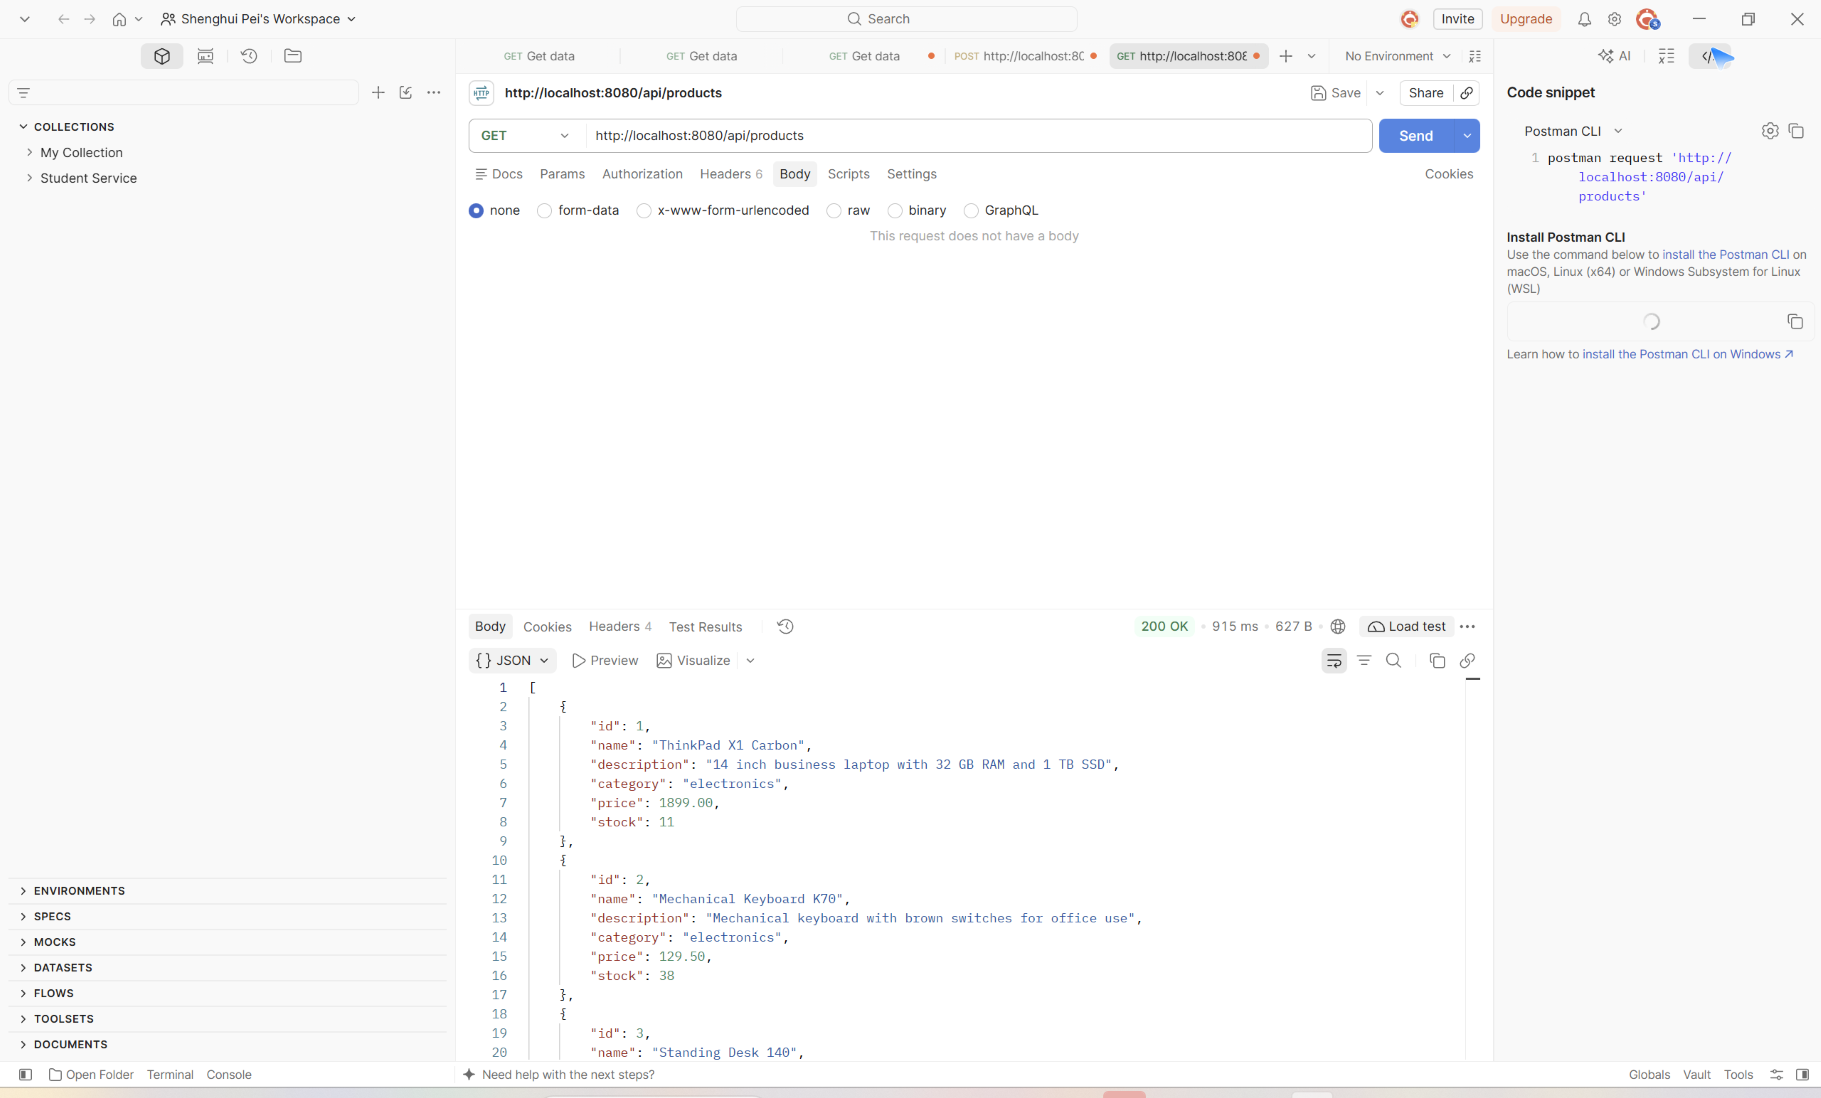 Shenghui Pei's Workspace
Search
Invite
Upgrade
GET Get data
GET Get data
GET Get data
POST http://localhost:80
GET http://localhost:808
No Environment
AI
HTTP http://localhost:8080/api/products
Save
Share
Code snippet
COLLECTIONS
My Collection
Student Service
GET
http://localhost:8080/api/products
Send
Docs
Params
Authorization
Headers 6
Body
Scripts
Settings
Cookies
none
form-data
x-www-form-urlencoded
raw
binary
GraphQL
This request does not have a body
Postman CLI
1 postman request 'http://
localhost:8080/api/
products'
Install Postman CLI
Use the command below to install the Postman CLI on
macOS, Linux (x64) or Windows Subsystem for Linux
(WSL)
Learn how to install the Postman CLI on Windows
Body
Cookies
Headers 4
Test Results
200 OK
915 ms
627 B
Load test
{} JSON
Preview
Visualize
1 [
2 {
3 "id": 1,
4 "name": "ThinkPad X1 Carbon",
5 "description": "14 inch business laptop with 32 GB RAM and 1 TB SSD",
6 "category": "electronics",
7 "price": 1899.00,
8 "stock": 11
9 },
10 {
11 "id": 2,
12 "name": "Mechanical Keyboard K70",
13 "description": "Mechanical keyboard with brown switches for office use",
14 "category": "electronics",
15 "price": 129.50,
16 "stock": 38
17 },
18 {
19 "id": 3,
20 "name": "Standing Desk 140",
ENVIRONMENTS
SPECS
MOCKS
DATASETS
FLOWS
TOOLSETS
DOCUMENTS
Open Folder
Terminal
Console
Need help with the next steps?
Globals
Vault
Tools